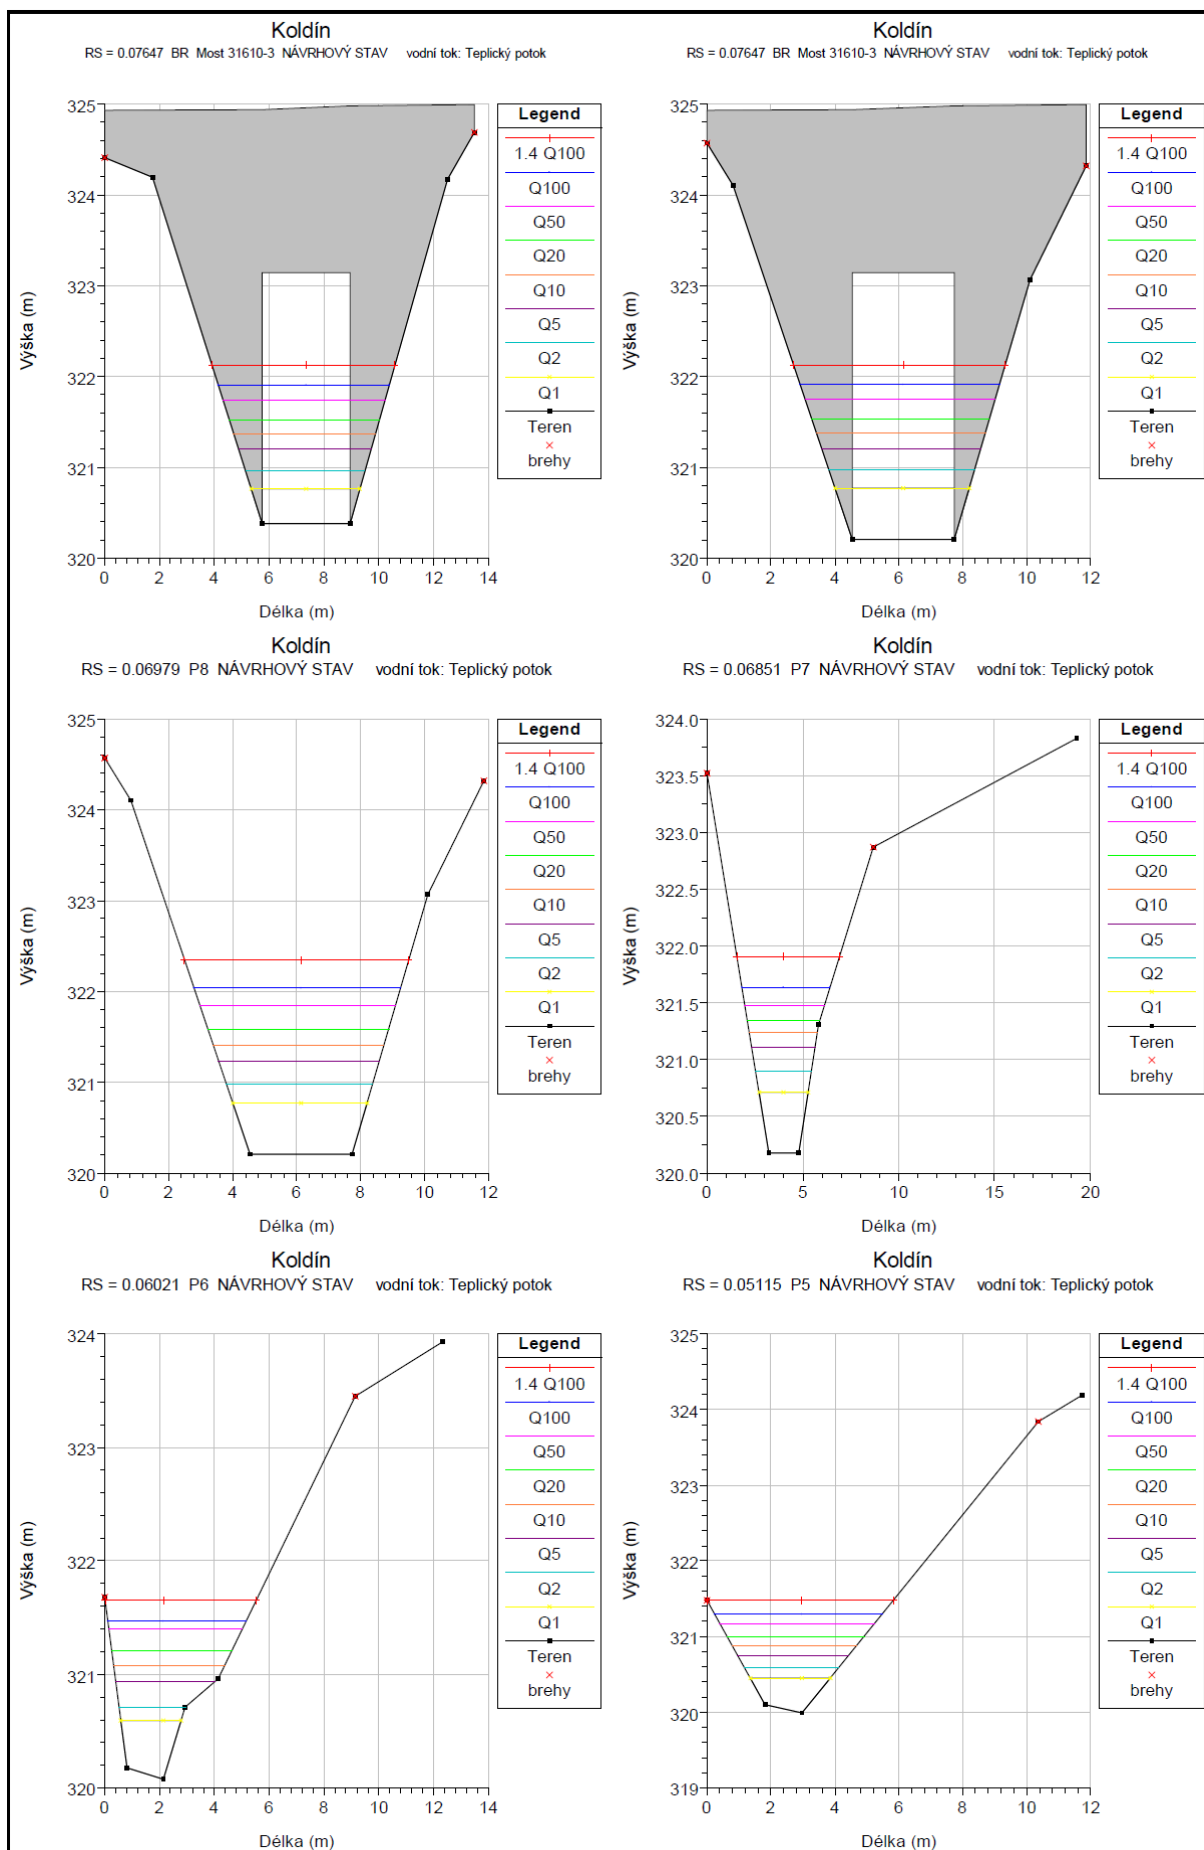 Koldín
RS = 0.07647 BR Most 31610-3 NÁVRHOVÝ STAV vodní tok: Teplický potok
325
324
323
322
321
320
Výška (m)
0 2 4 6 8 10 12 14
Délka (m)
Legend
1.4 Q100
Q100
Q50
Q20
Q10
Q5
Q2
Q1
Teren
brehy
Koldín
RS = 0.07647 BR Most 31610-3 NÁVRHOVÝ STAV vodní tok: Teplický potok
325
324
323
322
321
320
Výška (m)
0 2 4 6 8 10 12
Délka (m)
Legend
1.4 Q100
Q100
Q50
Q20
Q10
Q5
Q2
Q1
Teren
brehy
Koldín
RS = 0.06979 P8 NÁVRHOVÝ STAV vodní tok: Teplický potok
325
324
323
322
321
320
Výška (m)
0 2 4 6 8 10 12
Délka (m)
Legend
1.4 Q100
Q100
Q50
Q20
Q10
Q5
Q2
Q1
Teren
brehy
Koldín
RS = 0.06851 P7 NÁVRHOVÝ STAV vodní tok: Teplický potok
324.0
323.5
323.0
322.5
322.0
321.5
321.0
320.5
320.0
Výška (m)
0 5 10 15 20
Délka (m)
Legend
1.4 Q100
Q100
Q50
Q20
Q10
Q5
Q2
Q1
Teren
brehy
Koldín
RS = 0.06021 P6 NÁVRHOVÝ STAV vodní tok: Teplický potok
324
323
322
321
320
Výška (m)
0 2 4 6 8 10 12 14
Délka (m)
Legend
1.4 Q100
Q100
Q50
Q20
Q10
Q5
Q2
Q1
Teren
brehy
Koldín
RS = 0.05115 P5 NÁVRHOVÝ STAV vodní tok: Teplický potok
325
324
323
322
321
320
319
Výška (m)
0 2 4 6 8 10 12
Délka (m)
Legend
1.4 Q100
Q100
Q50
Q20
Q10
Q5
Q2
Q1
Teren
brehy